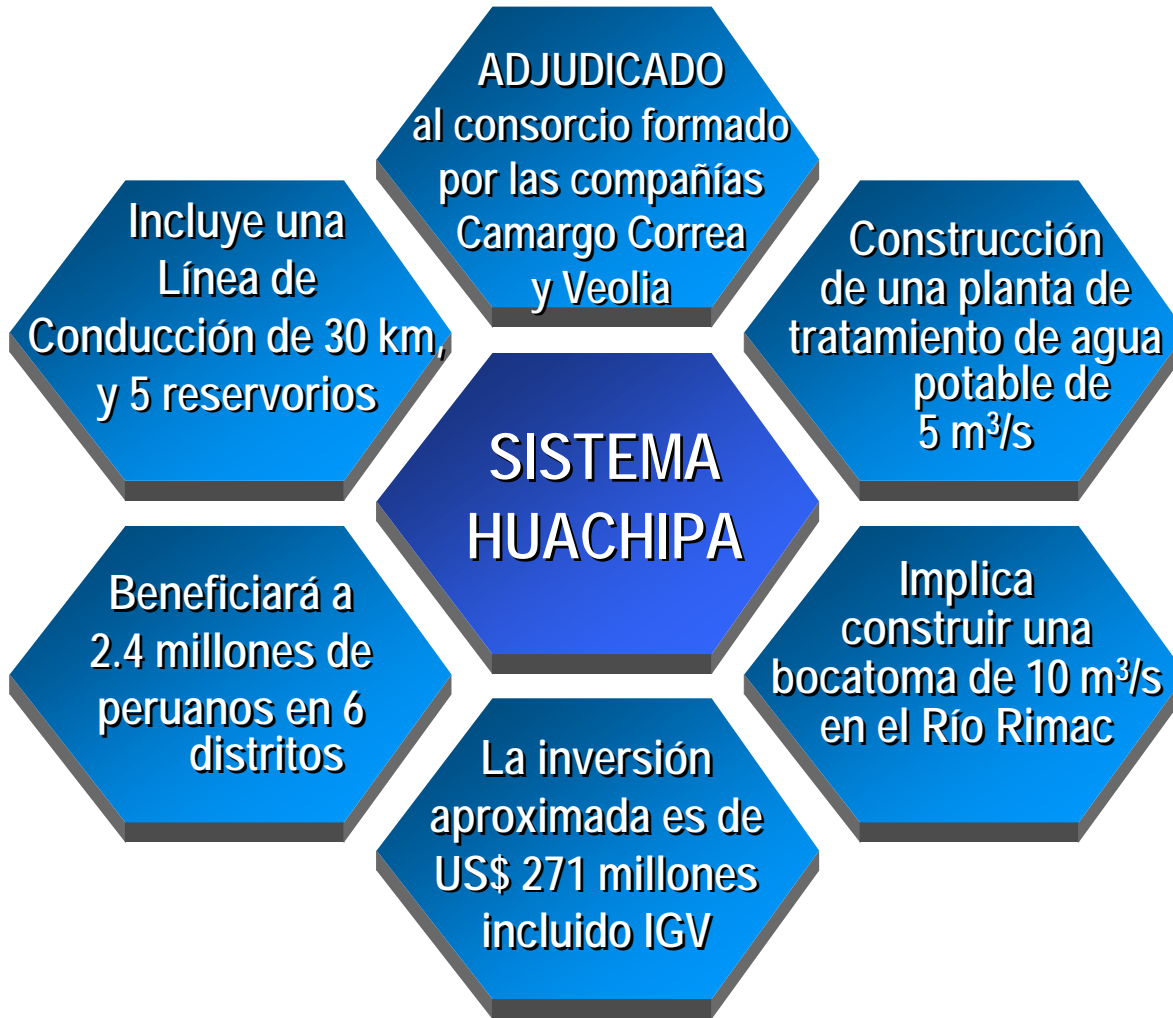 ADJUDICADO
al consorcio formado
por las compañías
Camargo Correa
y Veolia
Incluye una
Línea de
Conducción de 30 km,
y 5 reservorios
Construcción
de una planta de
tratamiento de agua
potable de
5 m³/s
SISTEMA
HUACHIPA
Beneficiará a
2.4 millones de
peruanos en 6
distritos
Implica
construir una
bocatoma de 10 m³/s
en el Río Rimac
La inversión
aproximada es de
US$ 271 millones
incluido IGV